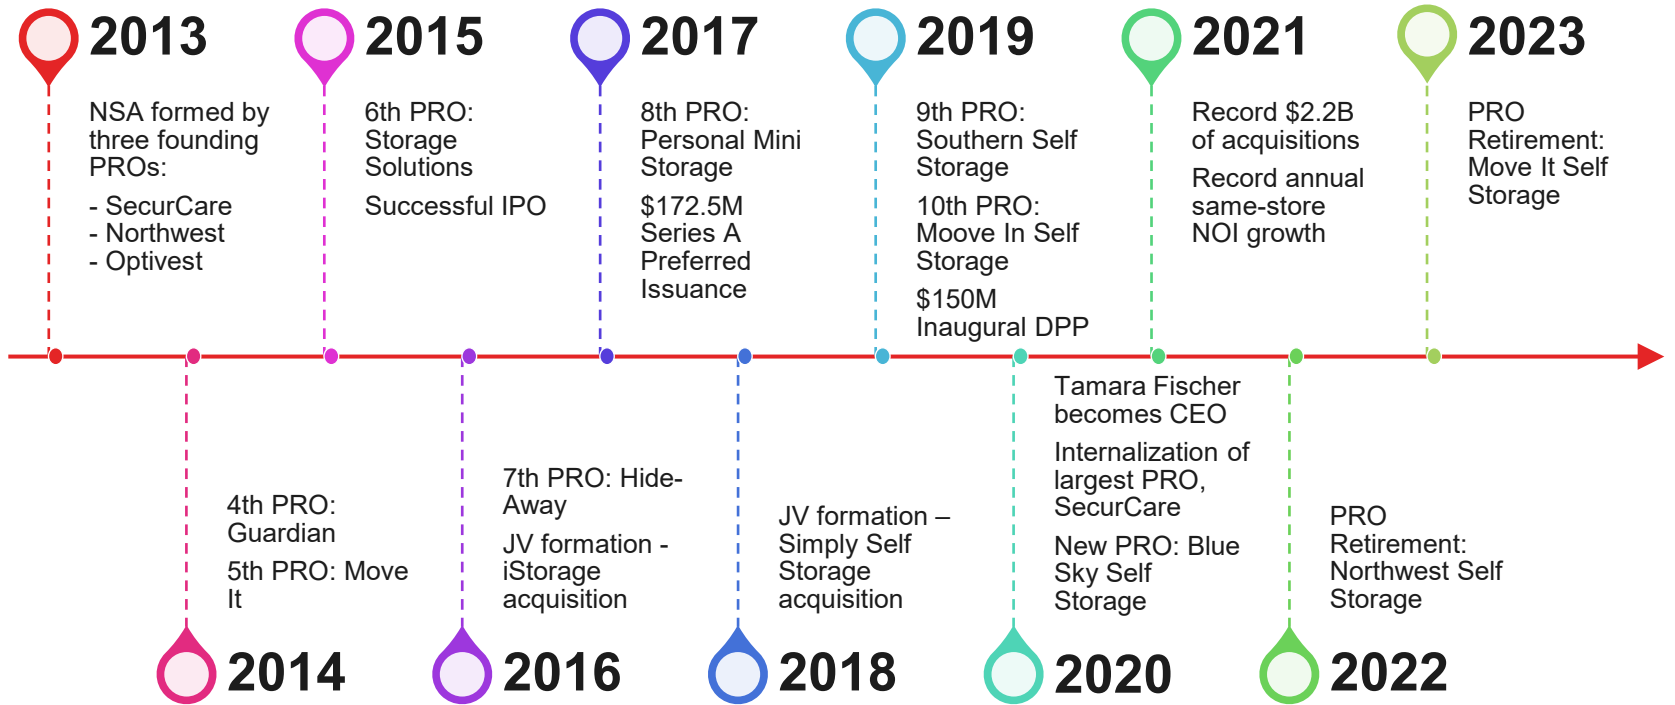 2013
NSA formed by
three founding
PROs:
- SecurCare
- Northwest
- Optivest
2014
4th PRO:
Guardian
5th PRO: Move
It
2015
6th PRO:
Storage
Solutions
Successful IPO
2016
7th PRO: Hide-
Away
JV formation -
iStorage
acquisition
2017
8th PRO:
Personal Mini
Storage
$172.5M
Series A
Preferred
Issuance
2018
JV formation –
Simply Self
Storage
acquisition
2019
9th PRO:
Southern Self
Storage
10th PRO:
Moove In Self
Storage
$150M
Inaugural DPP
2020
Tamara Fischer
becomes CEO
Internalization of
largest PRO,
SecurCare
New PRO: Blue
Sky Self
Storage
2021
Record $2.2B
of acquisitions
Record annual
same-store
NOI growth
2022
PRO
Retirement:
Northwest Self
Storage
2023
PRO
Retirement:
Move It Self
Storage